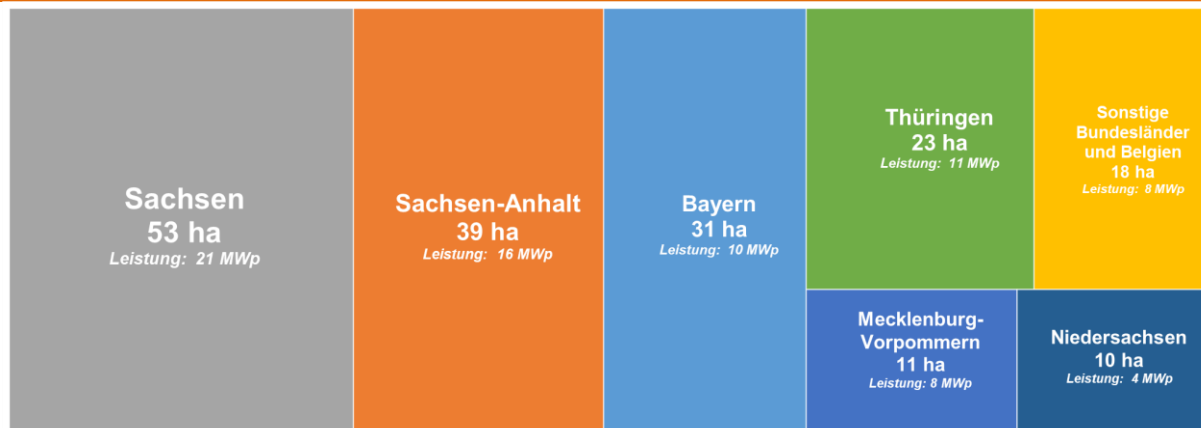 Sachsen
53 ha
Leistung: 21 MWp
Sachsen-Anhalt
39 ha
Leistung: 16 MWp
Bayern
31 ha
Leistung: 10 MWp
Thüringen
23 ha
Leistung: 11 MWp
Sonstige
Bundesländer
und Belgien
18 ha
Leistung: 8 MWp
Mecklenburg-
Vorpommern
11 ha
Leistung: 8 MWp
Niedersachsen
10 ha
Leistung: 4 MWp